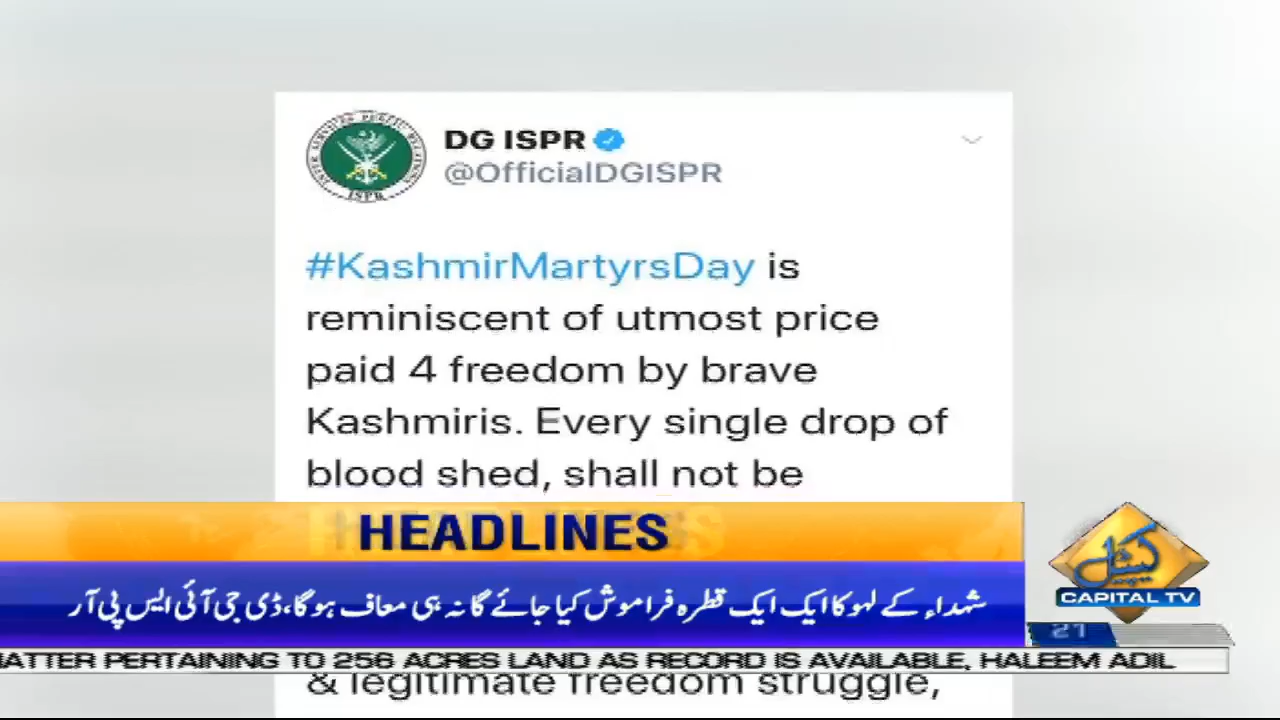 DG ISPR
@OfficialDGISPR
#KashmirMartyrsDay is
reminiscent of utmost price
paid 4 freedom by brave
Kashmiris. Every single drop of
blood shed, shall not be
HEADLINES
شہداء کے لہو کا ایک ایک قطرہ فراموش کیا جائے گا نہ ہی معاف ہوگا، ڈی جی آئی ایس پی آر
کیپیٹل
CAPITAL TV
21
MATTER PERTAINING TO 256 ACRES LAND AS RECORD IS AVAILABLE, HALEEM ADIL
& legitimate freedom struggle,